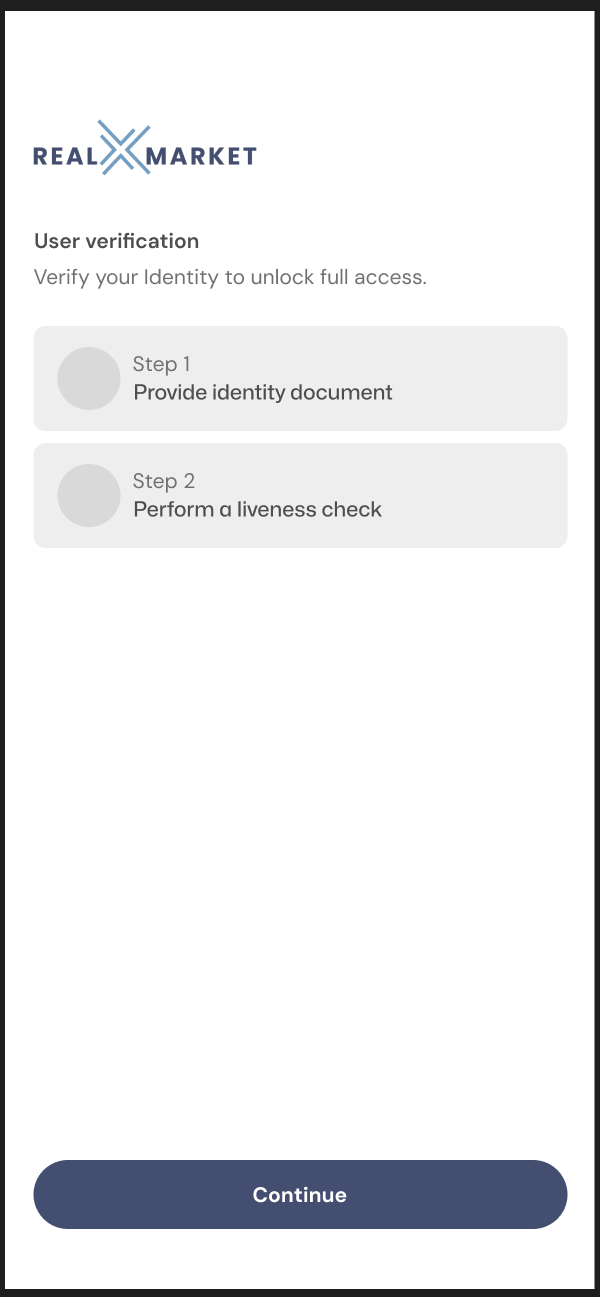 REAL MARKET
User verification
Verify your Identity to unlock full access.
Step 1
Provide identity document
Step 2
Perform a liveness check
Continue